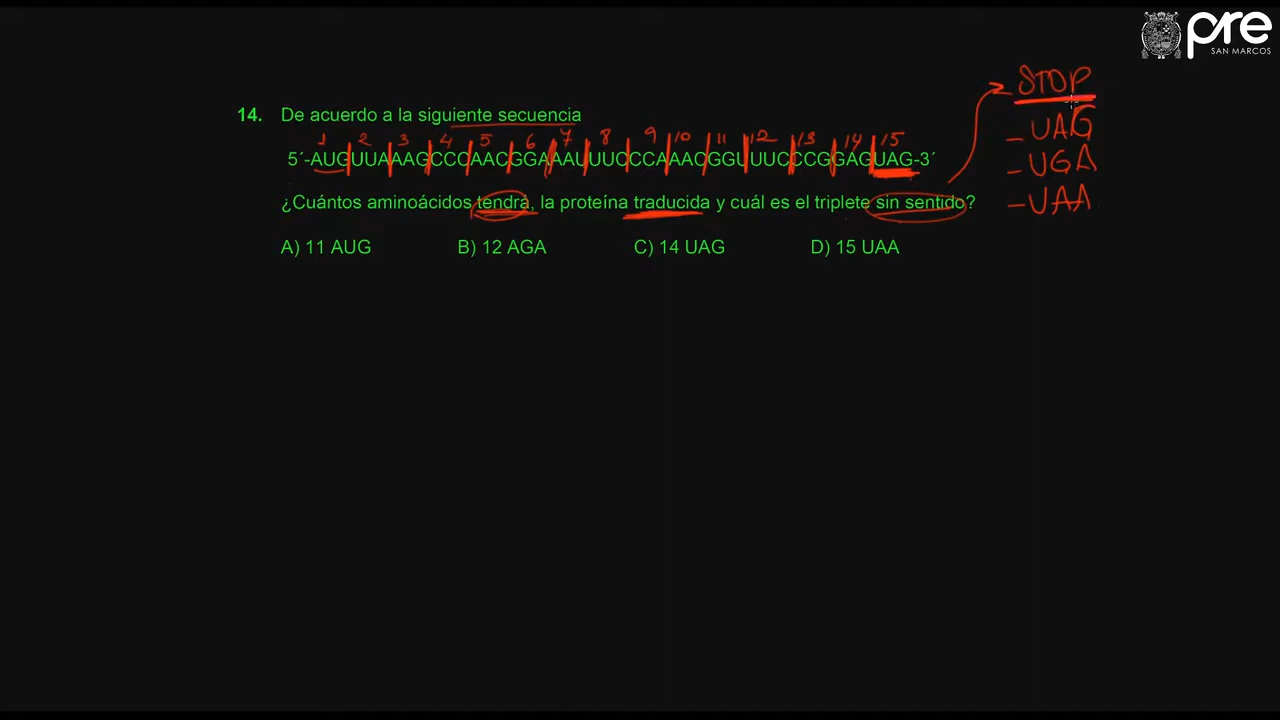 pre
SAN MARCOS
STOP
14. De acuerdo a la siguiente secuencia
- UAG
1 2 3 4 5 6 7 8 9 10 11 12 13 14 15
5´-AUGUUAAAGCCCAACGGAAAUUUCCCAAACGGUUUCCCGGAGUAG-3´
- UGA
¿Cuántos aminoácidos tendrá, la proteína traducida y cuál es el triplete sin sentido?
- UAA
A) 11 AUG B) 12 AGA C) 14 UAG D) 15 UAA